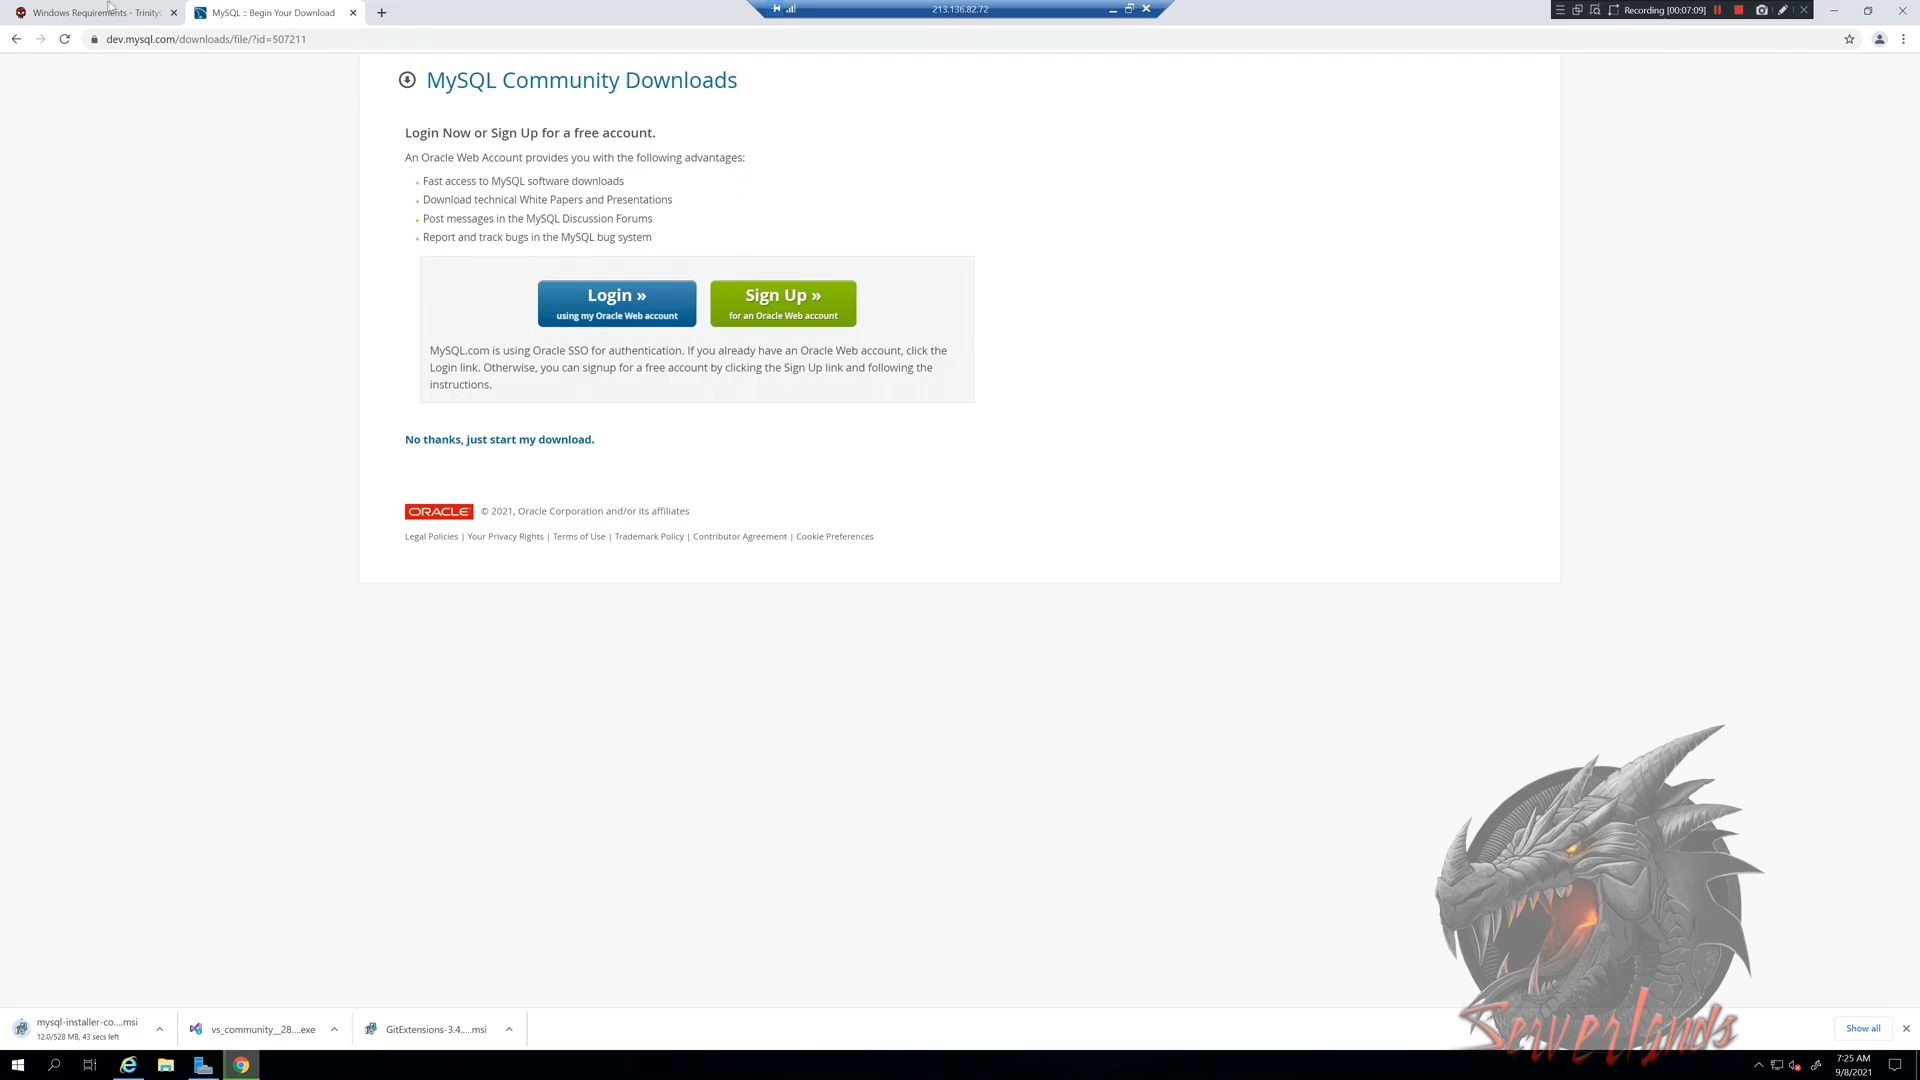 Windows Requirements - Trinity
MySQL :: Begin Your Download
213.136.82.72
Recording [00:07:09]
dev.mysql.com/downloads/file/?id=507211
MySQL Community Downloads
Login Now or Sign Up for a free account.
An Oracle Web Account provides you with the following advantages:
Fast access to MySQL software downloads
Download technical White Papers and Presentations
Post messages in the MySQL Discussion Forums
Report and track bugs in the MySQL bug system
Login »
using my Oracle Web account
Sign Up »
for an Oracle Web account
MySQL.com is using Oracle SSO for authentication. If you already have an Oracle Web account, click the
Login link. Otherwise, you can signup for a free account by clicking the Sign Up link and following the
instructions.
No thanks, just start my download.
ORACLE © 2021, Oracle Corporation and/or its affiliates
Legal Policies | Your Privacy Rights | Terms of Use | Trademark Policy | Contributor Agreement | Cookie Preferences
Serverlands
mysql-installer-co....msi
12.0/528 MB, 43 secs left
vs_community__28....exe
GitExtensions-3.4....msi
Show all
7:25 AM
9/8/2021